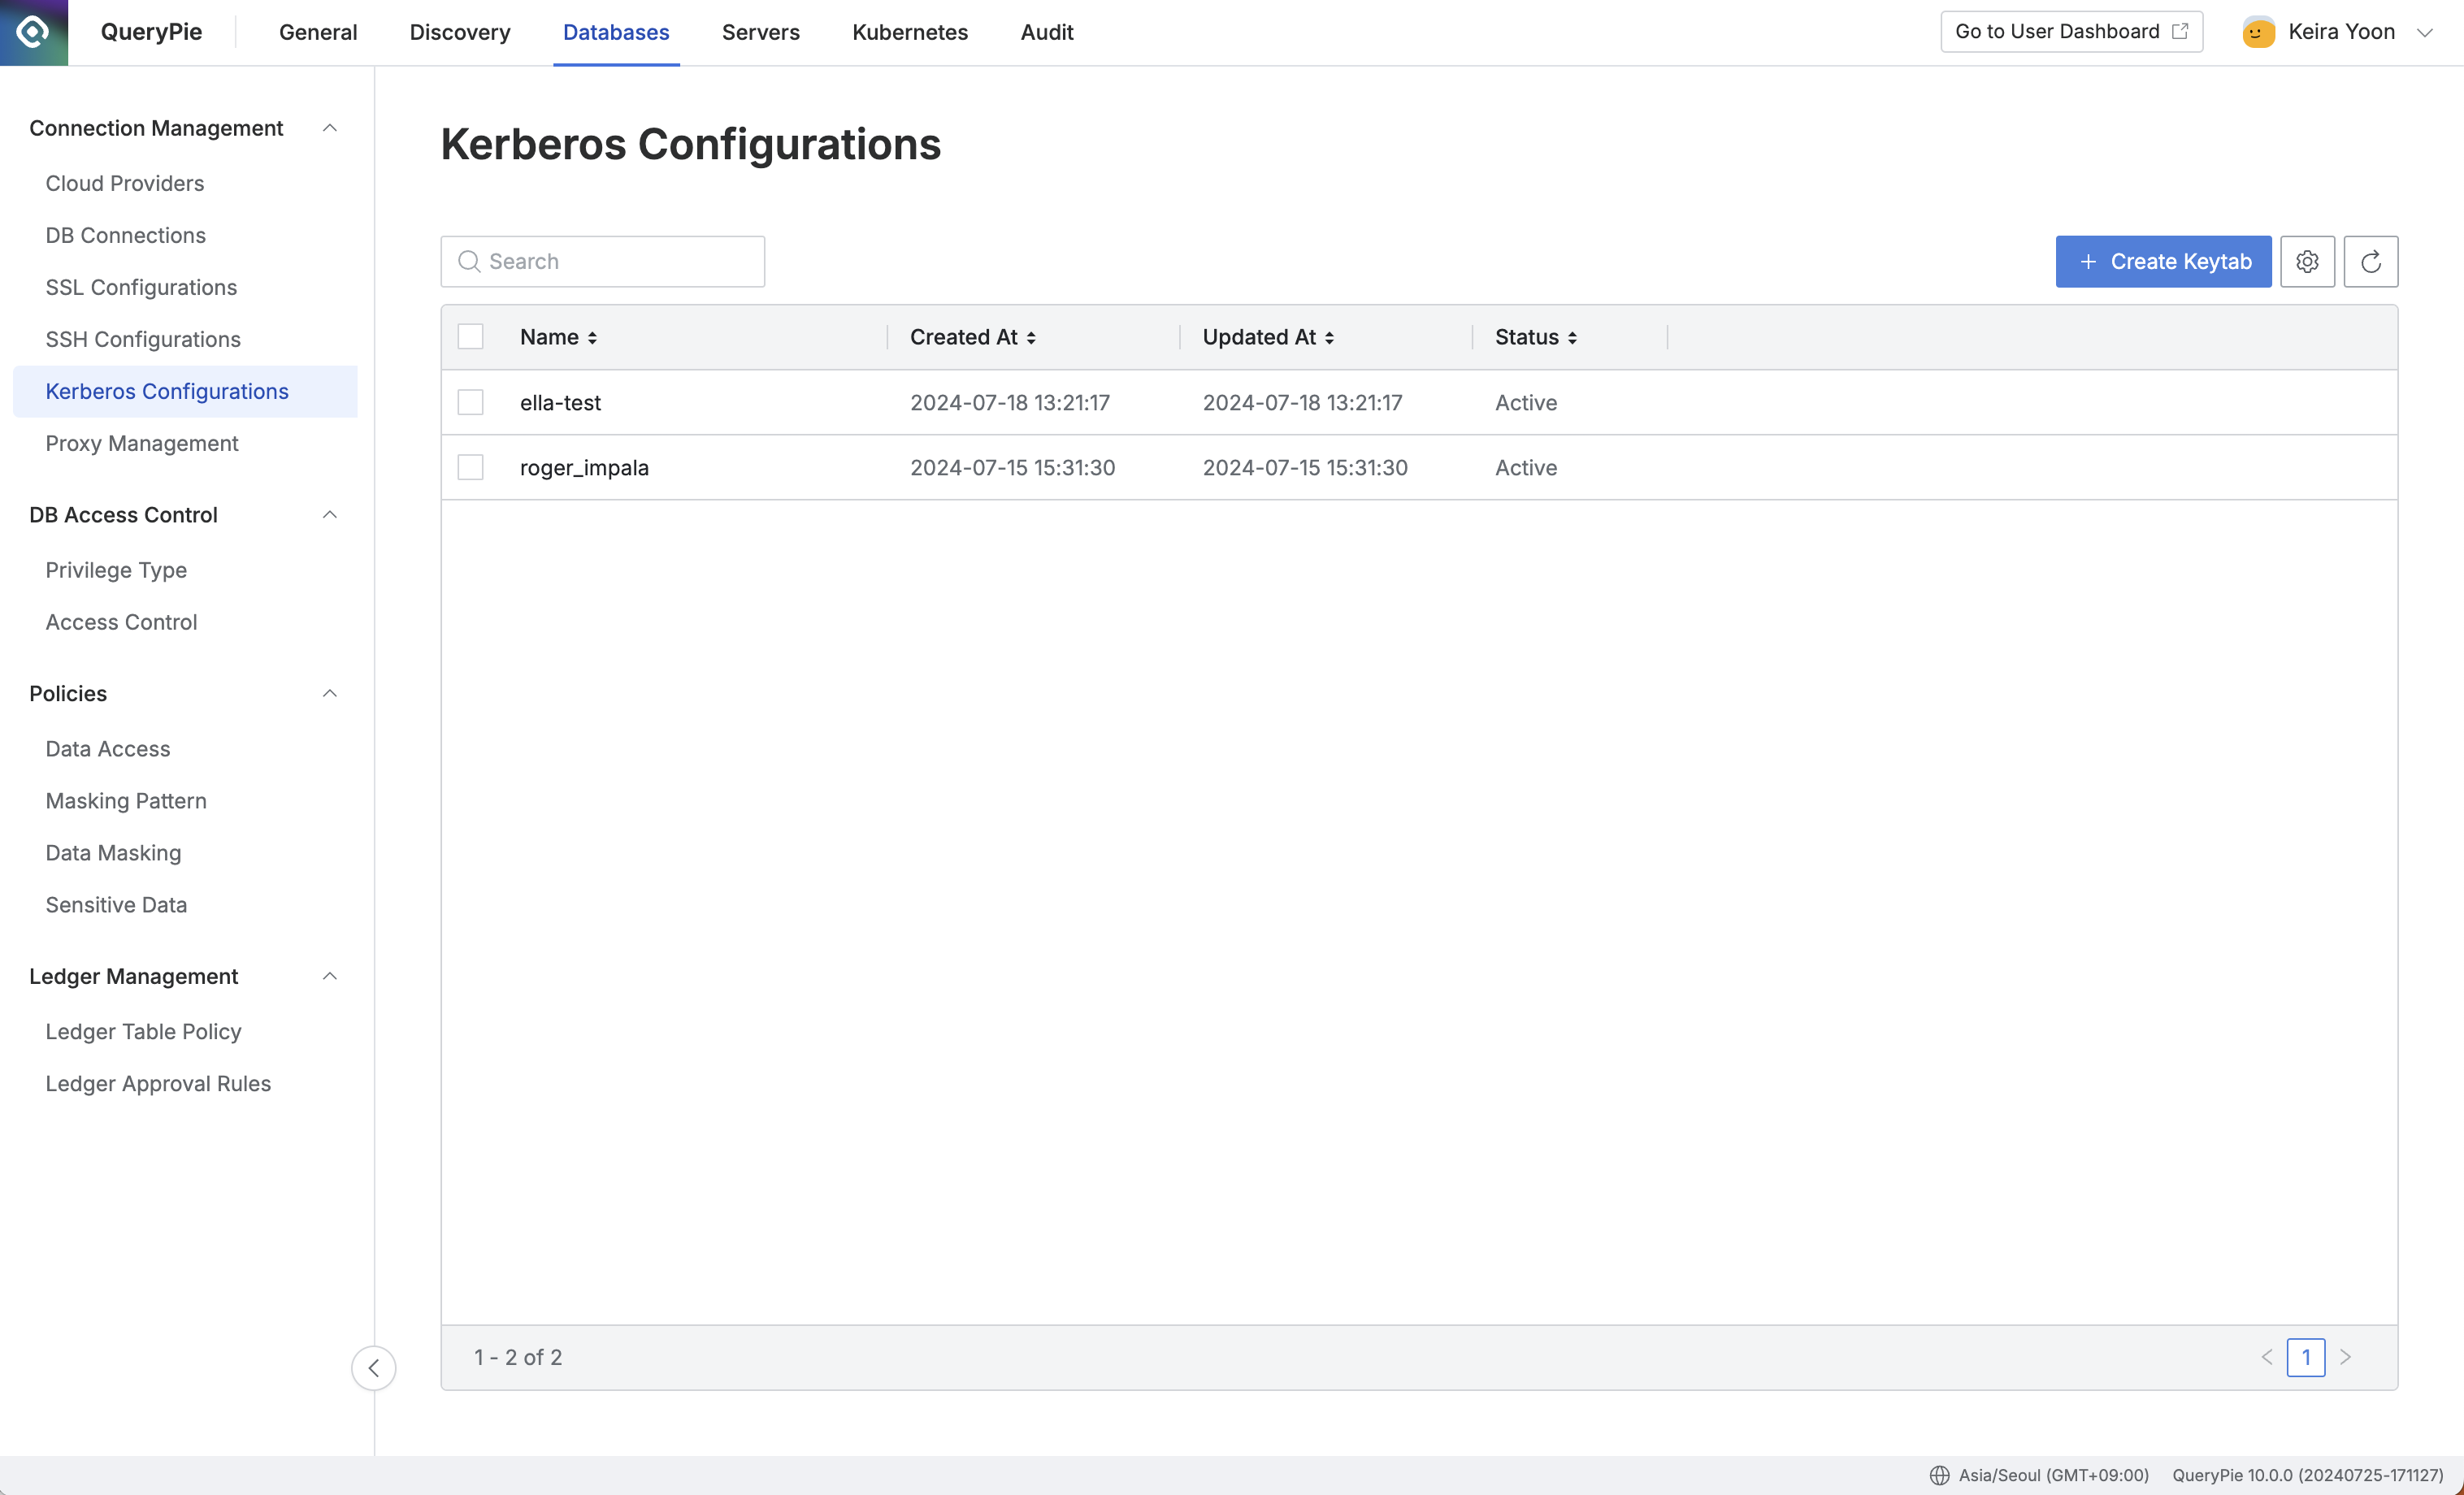 QueryPie
General
Discovery
Databases
Servers
Kubernetes
Audit
Go to User Dashboard
Keira Yoon
Connection Management
Cloud Providers
DB Connections
SSL Configurations
SSH Configurations
Kerberos Configurations
Proxy Management
DB Access Control
Privilege Type
Access Control
Policies
Data Access
Masking Pattern
Data Masking
Sensitive Data
Ledger Management
Ledger Table Policy
Ledger Approval Rules
Kerberos Configurations
Search
Create Keytab
Name Created At Updated At Status
ella-test 2024-07-18 13:21:17 2024-07-18 13:21:17 Active
roger_impala 2024-07-15 15:31:30 2024-07-15 15:31:30 Active
1 - 2 of 2
1
Asia/Seoul (GMT+09:00) QueryPie 10.0.0 (20240725-171127)